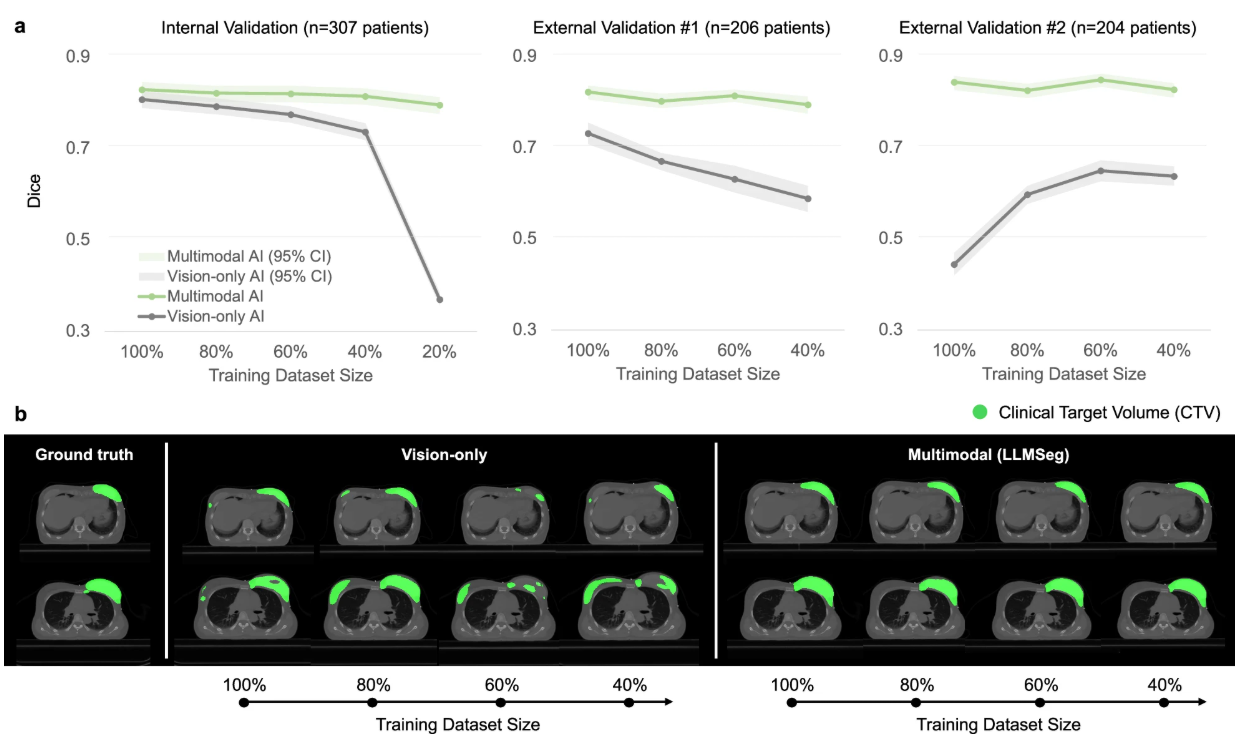 a
Internal Validation (n=307 patients)
External Validation #1 (n=206 patients)
External Validation #2 (n=204 patients)
Dice
0.9
0.7
0.5
0.3
Multimodal AI (95% CI)
Vision-only AI (95% CI)
Multimodal AI
Vision-only AI
100% 80% 60% 40% 20%
Training Dataset Size
0.9
0.7
0.5
0.3
100% 80% 60% 40%
Training Dataset Size
0.9
0.7
0.5
0.3
100% 80% 60% 40%
Training Dataset Size
b
Clinical Target Volume (CTV)
Ground truth
Vision-only
Multimodal (LLMSeg)
100% 80% 60% 40%
Training Dataset Size
100% 80% 60% 40%
Training Dataset Size